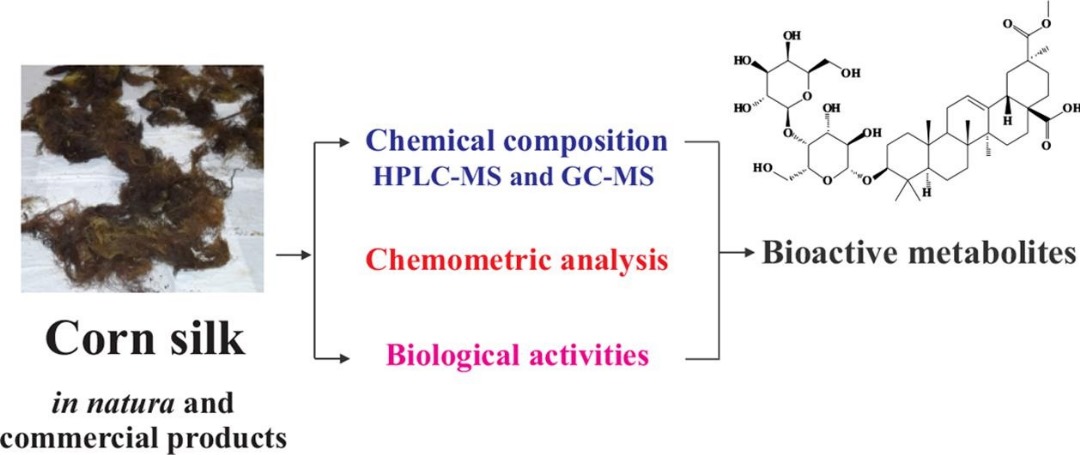 Corn silk
in natura and
commercial products
Chemical composition
HPLC-MS and GC-MS
Chemometric analysis
Biological activities
Bioactive metabolites
OH
HO
OH
HO
O
OH
O
OH
HO
O
O
H
H
O
O
OH
O